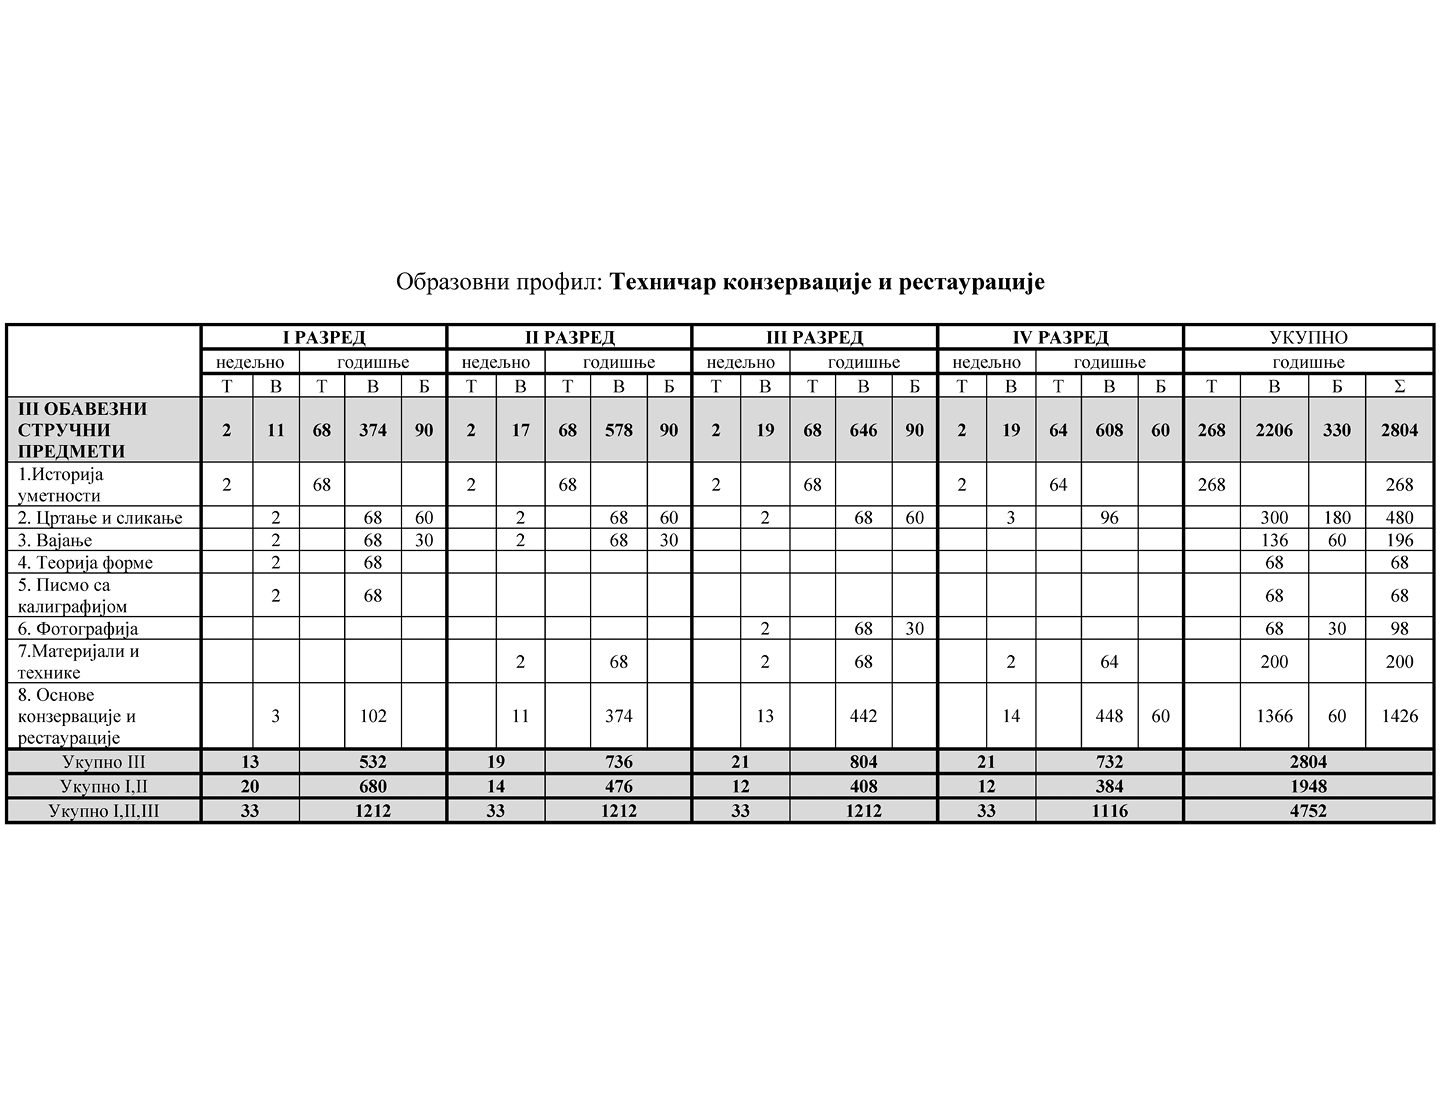 Образовни профил: Техничар конзервације и рестаурације
I РАЗРЕД II РАЗРЕД III РАЗРЕД IV РАЗРЕД УКУПНО
недељно годишње недељно годишње недељно годишње недељно годишње годишње
Т В Т В Б Т В Т В Б Т В Т В Б Т В Т В Б Т В Б Σ
III ОБАВЕЗНИ
СТРУЧНИ 2 11 68 374 90 2 17 68 578 90 2 19 68 646 90 2 19 64 608 60 268 2206 330 2804
ПРЕДМЕТИ
1.Историја
уметности 2 68 2 68 2 68 2 64 268 268
2. Цртање и сликање 2 68 60 2 68 60 2 68 60 3 96 300 180 480
3. Вајање 2 68 30 2 68 30 136 60 196
4. Теорија форме 2 68 68 68
5. Писмо са
калиграфијом 2 68 68 68
6. Фотографија 2 68 30 68 30 98
7.Материјали и
технике 2 68 2 68 2 64 200 200
8. Основе
конзервације и 3 102 11 374 13 442 14 448 60 1366 60 1426
рестаурације
Укупно III 13 532 19 736 21 804 21 732 2804
Укупно I,II 20 680 14 476 12 408 12 384 1948
Укупно I,II,III 33 1212 33 1212 33 1212 33 1116 4752